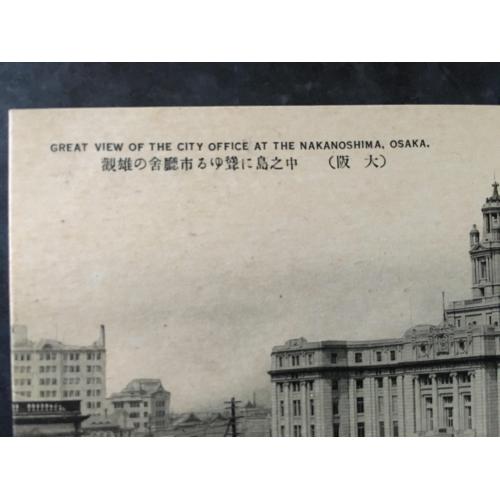 GREAT VIEW OF THE CITY OFFICE AT THE NAKANOSHIMA, OSAKA.
（大阪） 中之島に聳ゆる市廳舍の雄觀